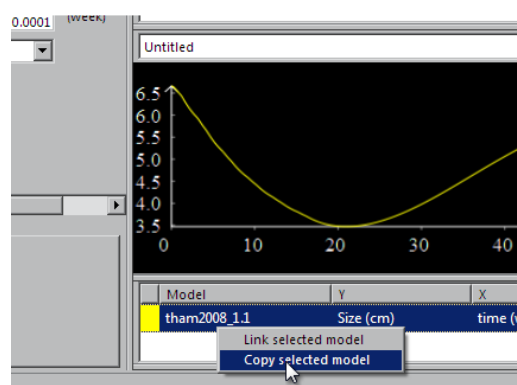 0.0001 (week)
Untitled
6.5
6.0
5.5
5.0
4.5
4.0
3.5
0 10 20 30 40
Model Y X
tham2008_1.1 Size (cm) time (
Link selected model
Copy selected model